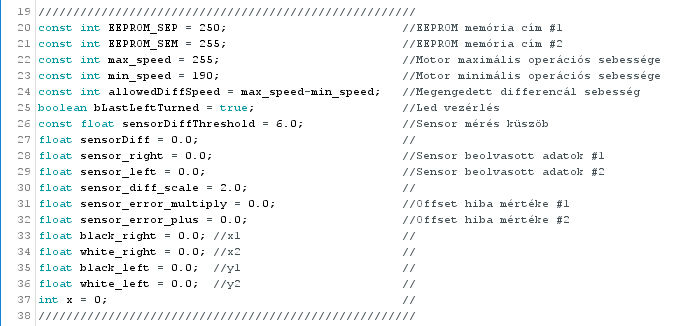 19 ///////////////////////////////////////////////////////
20 const int EEPROM_SEP = 250; //EEPROM memória cím #1
21 const int EEPROM_SEM = 255; //EEPROM memória cím #2
22 const int max_speed = 255; //Motor maximális operációs sebessége
23 const int min_speed = 190; //Motor minimális operációs sebessége
24 const int allowedDiffSpeed = max_speed-min_speed; //Megengedett differencál sebesség
25 boolean bLastLeftTurned = true; //Led vezérlés
26 const float sensorDiffThreshold = 6.0; //Sensor mérés küszöb
27 float sensorDiff = 0.0; //
28 float sensor_right = 0.0; //Sensor beolvasott adatok #1
29 float sensor_left = 0.0; //Sensor beolvasott adatok #2
30 float sensor_diff_scale = 2.0; //
31 float sensor_error_multiply = 0.0; //Offset hiba mértéke #1
32 float sensor_error_plus = 0.0; //Offset hiba mértéke #2
33 float black_right = 0.0; //x1 //
34 float white_right = 0.0; //x2 //
35 float black_left = 0.0; //y1 //
36 float white_left = 0.0; //y2 //
37 int x = 0; //
38 ///////////////////////////////////////////////////////